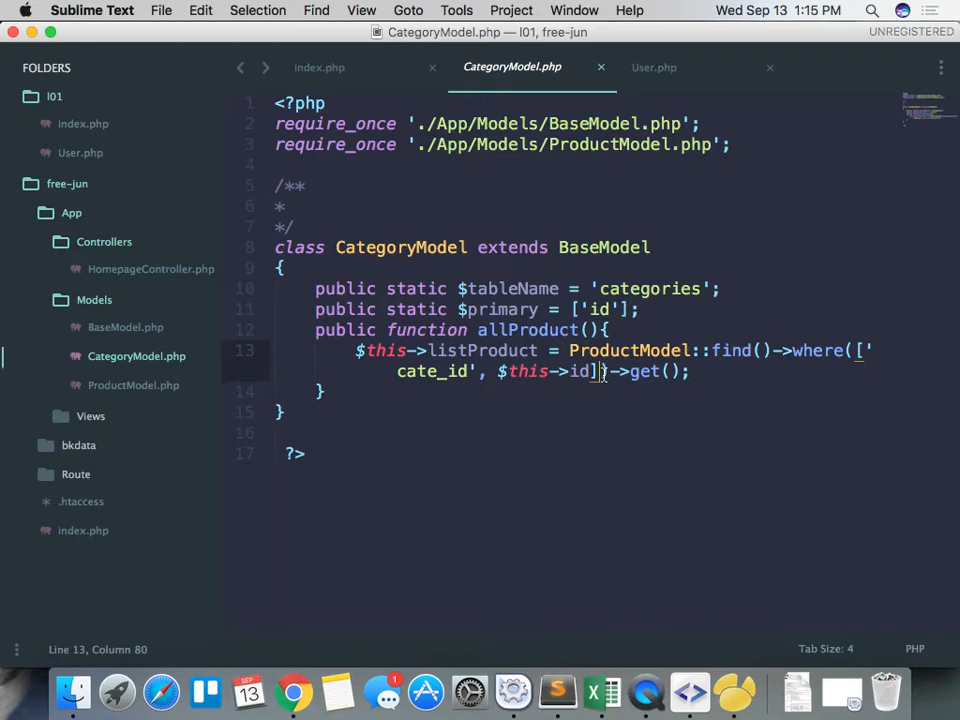 Sublime Text File Edit Selection Find View Goto Tools Project Window Help Wed Sep 13 1:15 PM
CategoryModel.php — l01, free-jun UNREGISTERED
FOLDERS
l01
index.php
User.php
free-jun
App
Controllers
HomepageController.php
Models
BaseModel.php
CategoryModel.php
ProductModel.php
Views
bkdata
Route
.htaccess
index.php
index.php CategoryModel.php User.php
1 <?php
2 require_once './App/Models/BaseModel.php';
3 require_once './App/Models/ProductModel.php';
4
5 /**
6 *
7 */
8 class CategoryModel extends BaseModel
9 {
10 public static $tableName = 'categories';
11 public static $primary = ['id'];
12 public function allProduct(){
13 $this->listProduct = ProductModel::find()->where(['
cate_id', $this->id])->get();
14 }
15 }
16
17 ?>
Line 13, Column 80 Tab Size: 4 PHP
13
1